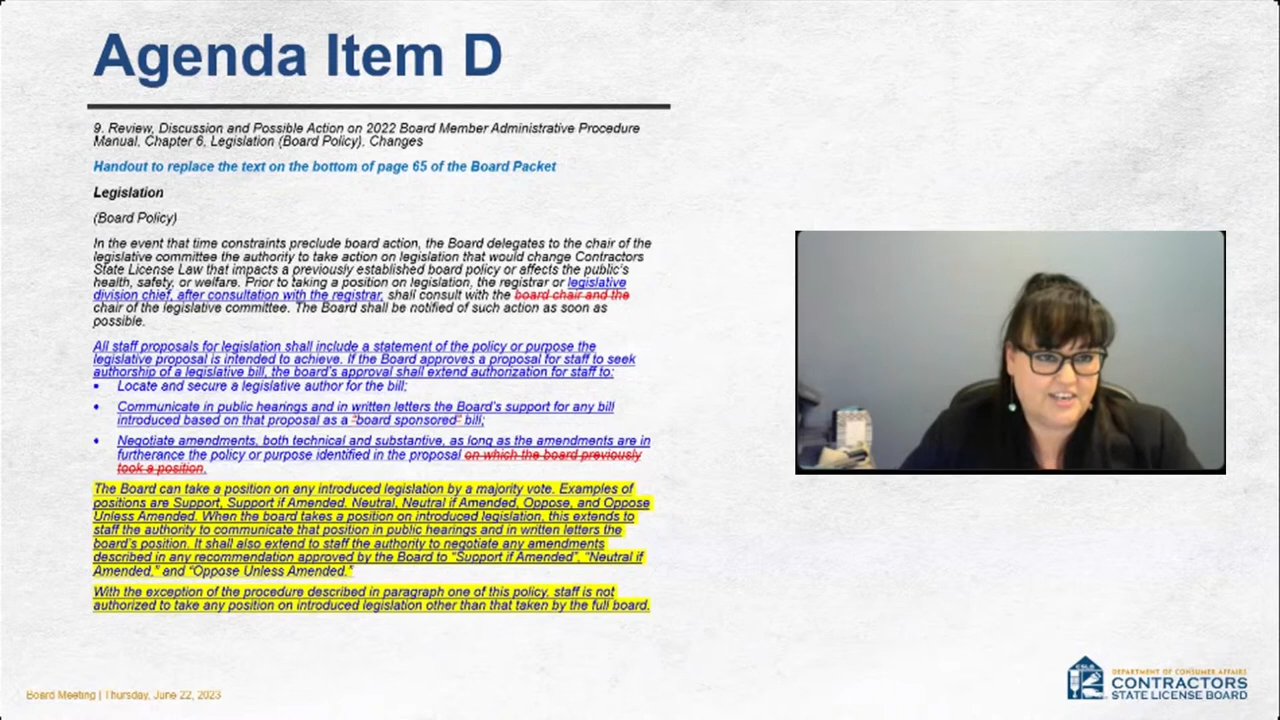 Agenda Item D
9. Review, Discussion and Possible Action on 2022 Board Member Administrative Procedure
Manual, Chapter 6, Legislation (Board Policy), Changes
Handout to replace the text on the bottom of page 65 of the Board Packet
Legislation
(Board Policy)
In the event that time constraints preclude board action, the Board delegates to the chair of the
legislative committee the authority to take action on legislation that would change Contractors
State License Law that impacts a previously established board policy or affects the public's
health, safety, or welfare. Prior to taking a position on legislation, the registrar or legislative
division chief, after consultation with the registrar, shall consult with the board chair and the
chair of the legislative committee. The Board shall be notified of such action as soon as
possible.
All staff proposals for legislation shall include a statement of the policy or purpose the
legislative proposal is intended to achieve. If the Board approves a proposal for staff to seek
authorship of a legislative bill, the board's approval shall extend authorization for staff to:
• Locate and secure a legislative author for the bill;
• Communicate in public hearings and in written letters the Board's support for any bill
introduced based on that proposal as a "board sponsored" bill;
• Negotiate amendments, both technical and substantive, as long as the amendments are in
furtherance the policy or purpose identified in the proposal on which the board previously
took a position.
The Board can take a position on any introduced legislation by a majority vote. Examples of
positions are Support, Support if Amended, Neutral, Neutral if Amended, Oppose, and Oppose
Unless Amended. When the board takes a position on introduced legislation, this extends to
staff the authority to communicate that position in public hearings and in written letters the
board's position. It shall also extend to staff the authority to negotiate any amendments
described in any recommendation approved by the Board to "Support if Amended", "Neutral if
Amended," and "Oppose Unless Amended."
With the exception of the procedure described in paragraph one of this policy, staff is not
authorized to take any position on introduced legislation other than that taken by the full board.
Board Meeting | Thursday, June 22, 2023
CSLB
DEPARTMENT OF CONSUMER AFFAIRS
CONTRACTORS
STATE LICENSE BOARD